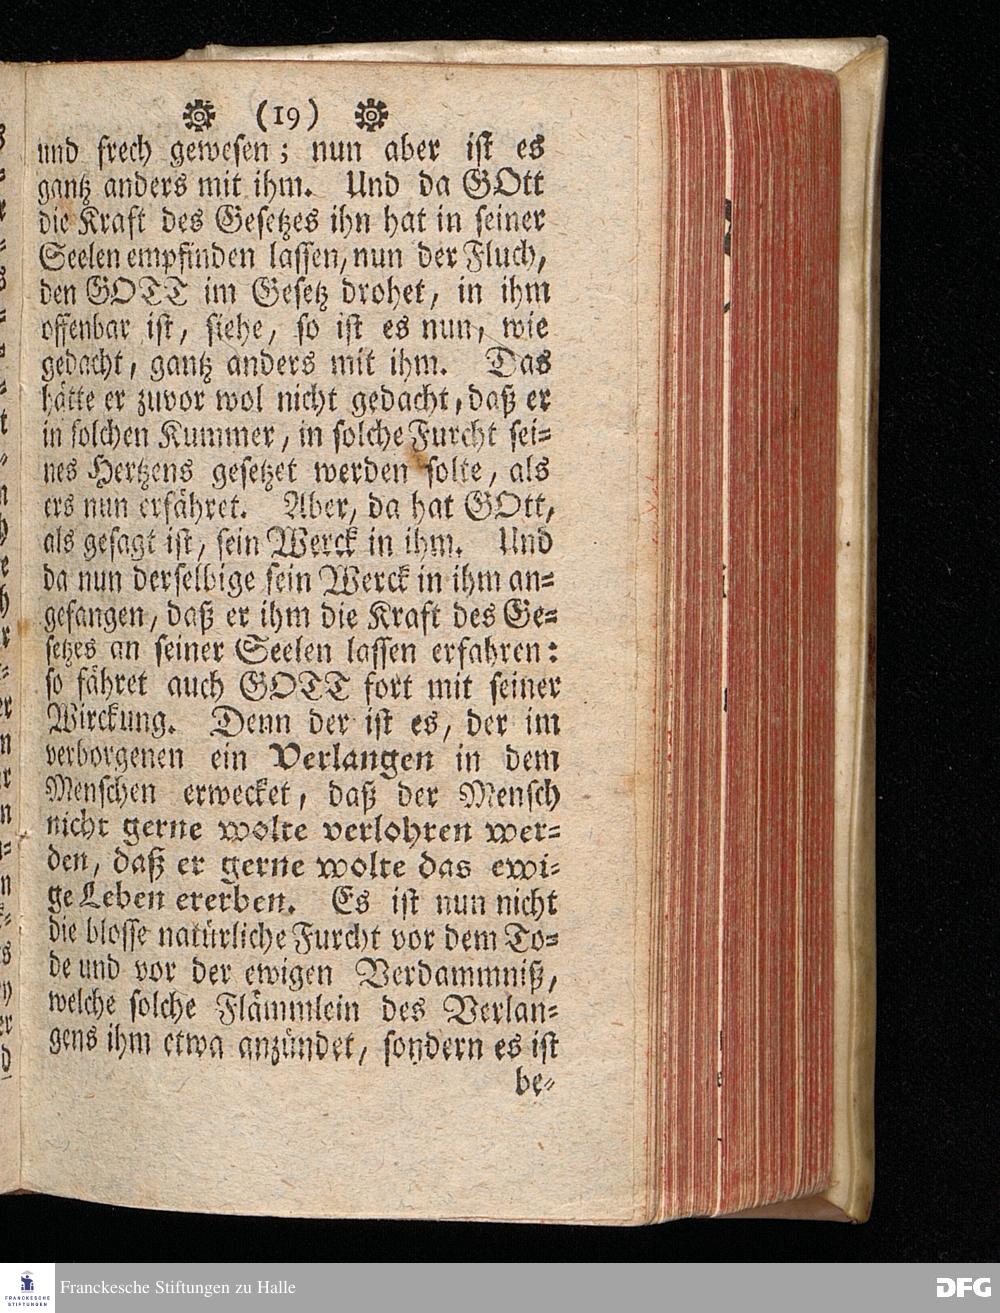 (19)
und frech gewesen; nun aber ist es
gantz anders mit ihm. Und da GOtt
die Kraft des Gesetzes ihn hat in seiner
Seelen empfinden lassen, nun der Fluch,
den GOTT im Gesetz drohet, in ihm
offenbar ist, siehe, so ist es nun, wie
gedacht, gantz anders mit ihm. Das
hätte er zuvor wol nicht gedacht, daß er
in solchen Kummer, in solche Furcht sei=
nes Hertzens gesetzet werden solte, als
ers nun erfähret. Aber, da hat GOtt,
als gesagt ist, sein Werck in ihm. Und
da nun derselbige sein Werck in ihm an=
gefangen, daß er ihm die Kraft des Ge=
setzes an seiner Seelen lassen erfahren:
so fähret auch GOTT fort mit seiner
Wirckung. Denn der ist es, der im
verborgenen ein Verlangen in dem
Menschen erwecket, daß der Mensch
nicht gerne wolte verlohren wer=
den, daß er gerne wolte das ewi=
ge Leben ererben. Es ist nun nicht
die blosse natürliche Furcht vor dem To=
de und vor der ewigen Verdammniß,
welche solche Flämmlein des Verlan=
gens ihm etwa anzündet, sondern es ist
be=
Franckesche Stiftungen zu Halle
FRANCKESCHE
STIFTUNGEN
DFG